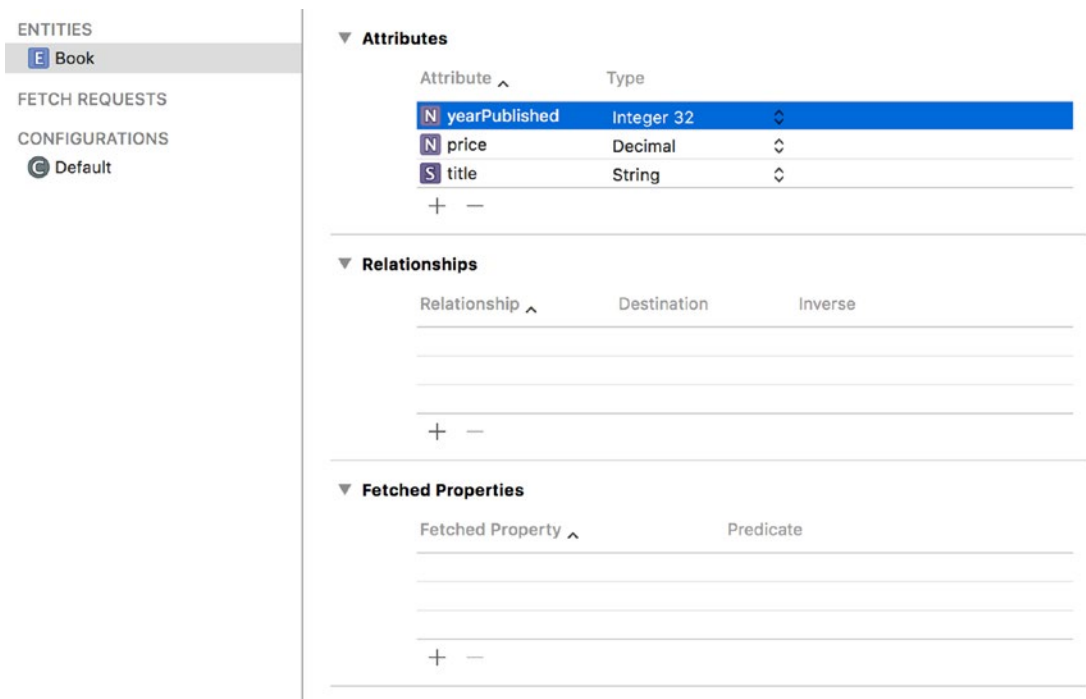 ENTITIES
E Book
FETCH REQUESTS
CONFIGURATIONS
C Default
Attributes
Attribute Type
N yearPublished Integer 32
N price Decimal
S title String
+ −
Relationships
Relationship Destination Inverse
+ −
Fetched Properties
Fetched Property Predicate
+ −